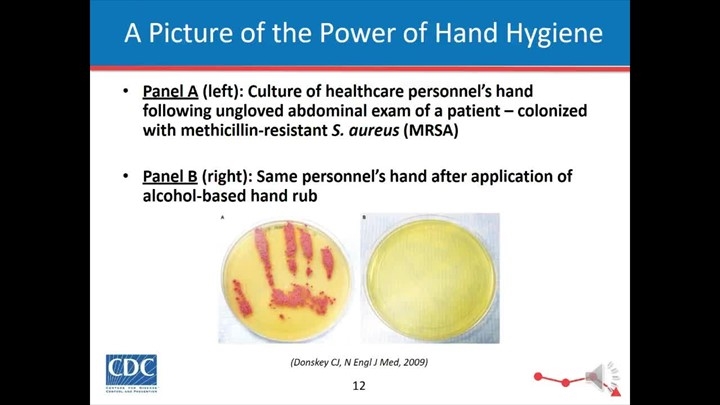 A Picture of the Power of Hand Hygiene
• Panel A (left): Culture of healthcare personnel's hand
following ungloved abdominal exam of a patient – colonized
with methicillin-resistant S. aureus (MRSA)
• Panel B (right): Same personnel's hand after application of
alcohol-based hand rub
A
B
(Donskey CJ, N Engl J Med, 2009)
CDC
CENTERS FOR DISEASE
CONTROL AND PREVENTION
12